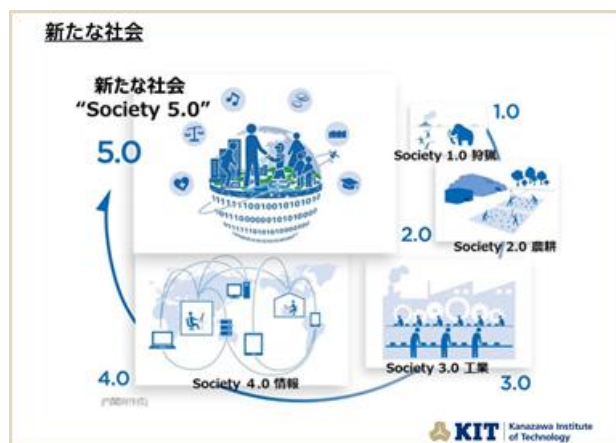 新たな社会
新たな社会
“Society 5.0”
5.0
1.0
Society 1.0 狩猟
2.0
Society 2.0 農耕
Society 3.0 工業
3.0
4.0
Society 4.0 情報
KIT
Kanazawa Institute
of Technology